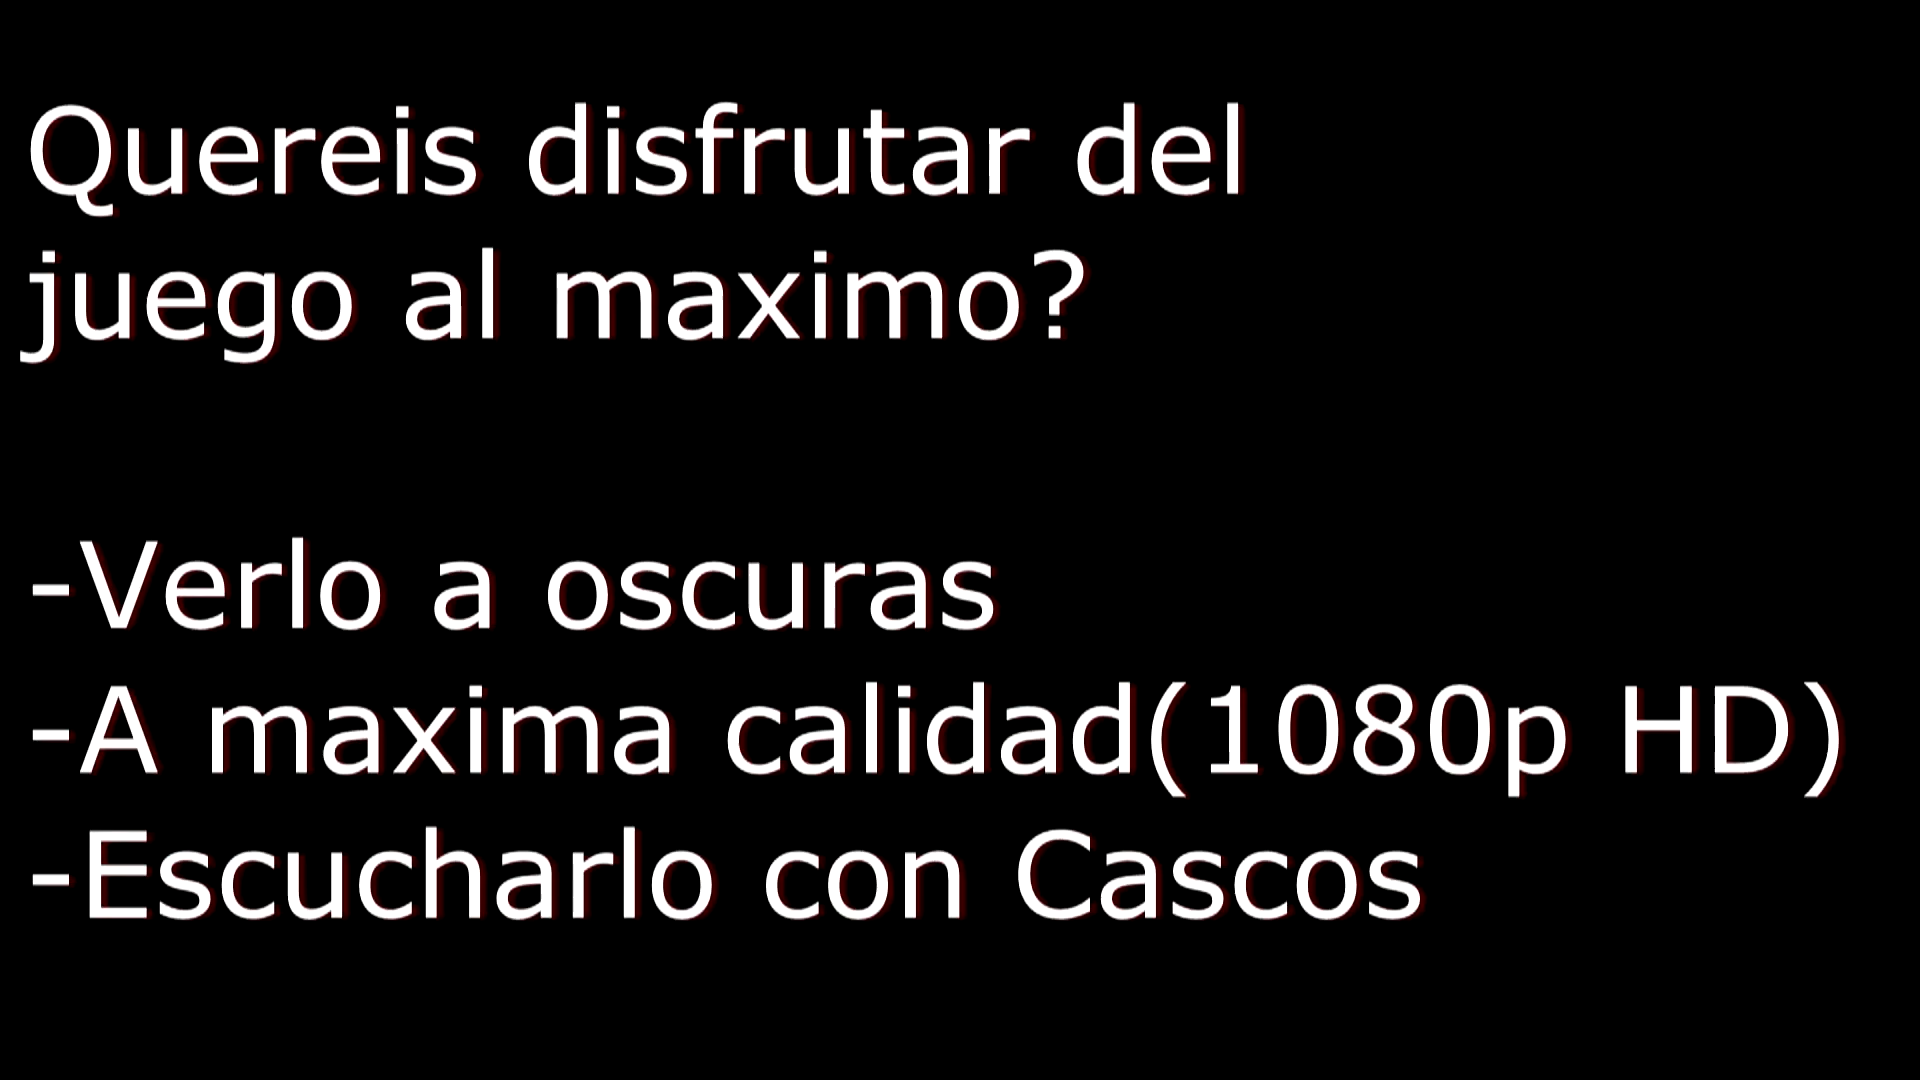 Quereis disfrutar del
juego al maximo?
-Verlo a oscuras
-A maxima calidad(1080p HD)
-Escucharlo con Cascos